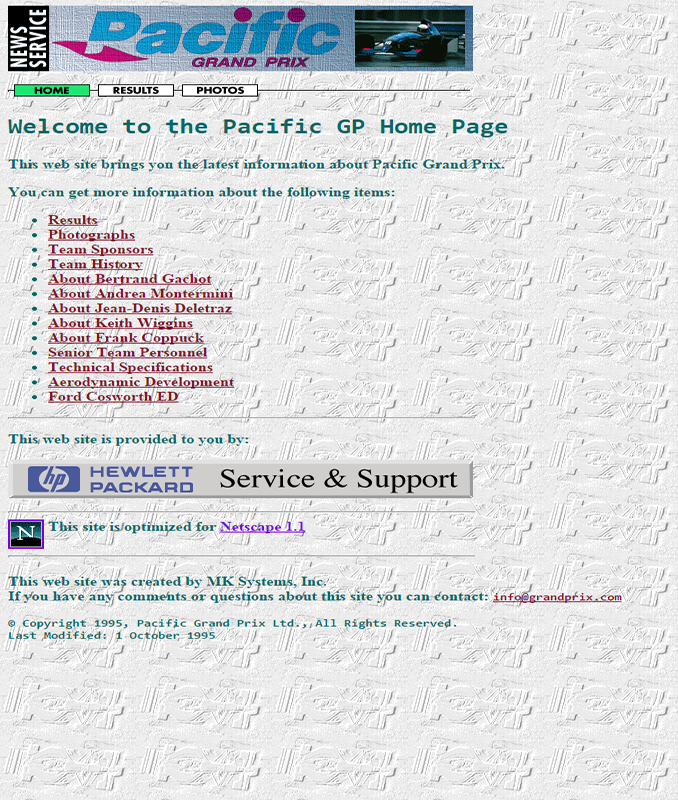 NEWS SERVICE
Pacific
GRAND PRIX
HOME RESULTS PHOTOS
Welcome to the Pacific GP Home Page
This web site brings you the latest information about Pacific Grand Prix.
You can get more information about the following items:
Results
Photographs
Team Sponsors
Team History
About Bertrand Gachot
About Andrea Montermini
About Jean-Denis Deletraz
About Keith Wiggins
About Frank Coppuck
Senior Team Personnel
Technical Specifications
Aerodynamic Development
Ford Cosworth ED
This web site is provided to you by:
hp HEWLETT PACKARD Service & Support
N This site is optimized for Netscape 1.1
This web site was created by MK Systems, Inc.
If you have any comments or questions about this site you can contact: info@grandprix.com
© Copyright 1995, Pacific Grand Prix Ltd., All Rights Reserved.
Last Modified: 1 October 1995